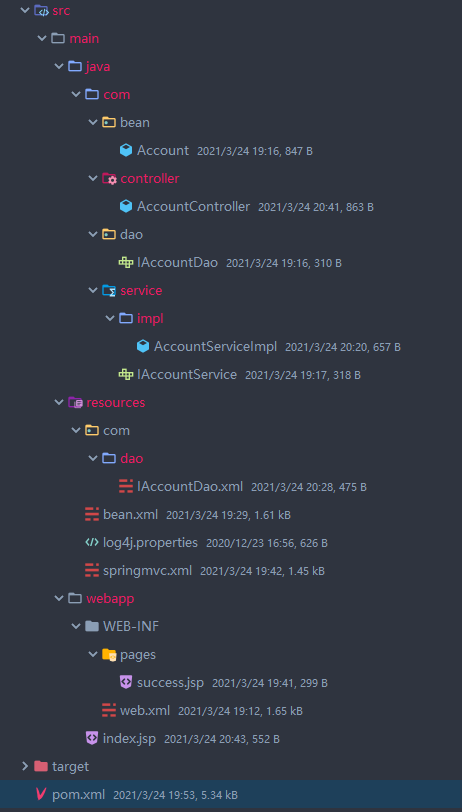 src
main
java
com
bean
Account 2021/3/24 19:16, 847 B
controller
AccountController 2021/3/24 20:41, 863 B
dao
IAccountDao 2021/3/24 19:16, 310 B
service
impl
AccountServiceImpl 2021/3/24 20:20, 657 B
IAccountService 2021/3/24 19:17, 318 B
resources
com
dao
IAccountDao.xml 2021/3/24 20:28, 475 B
bean.xml 2021/3/24 19:29, 1.61 kB
log4j.properties 2020/12/23 16:56, 626 B
springmvc.xml 2021/3/24 19:42, 1.45 kB
webapp
WEB-INF
pages
success.jsp 2021/3/24 19:41, 299 B
web.xml 2021/3/24 19:12, 1.65 kB
index.jsp 2021/3/24 20:43, 552 B
target
pom.xml 2021/3/24 19:53, 5.34 kB